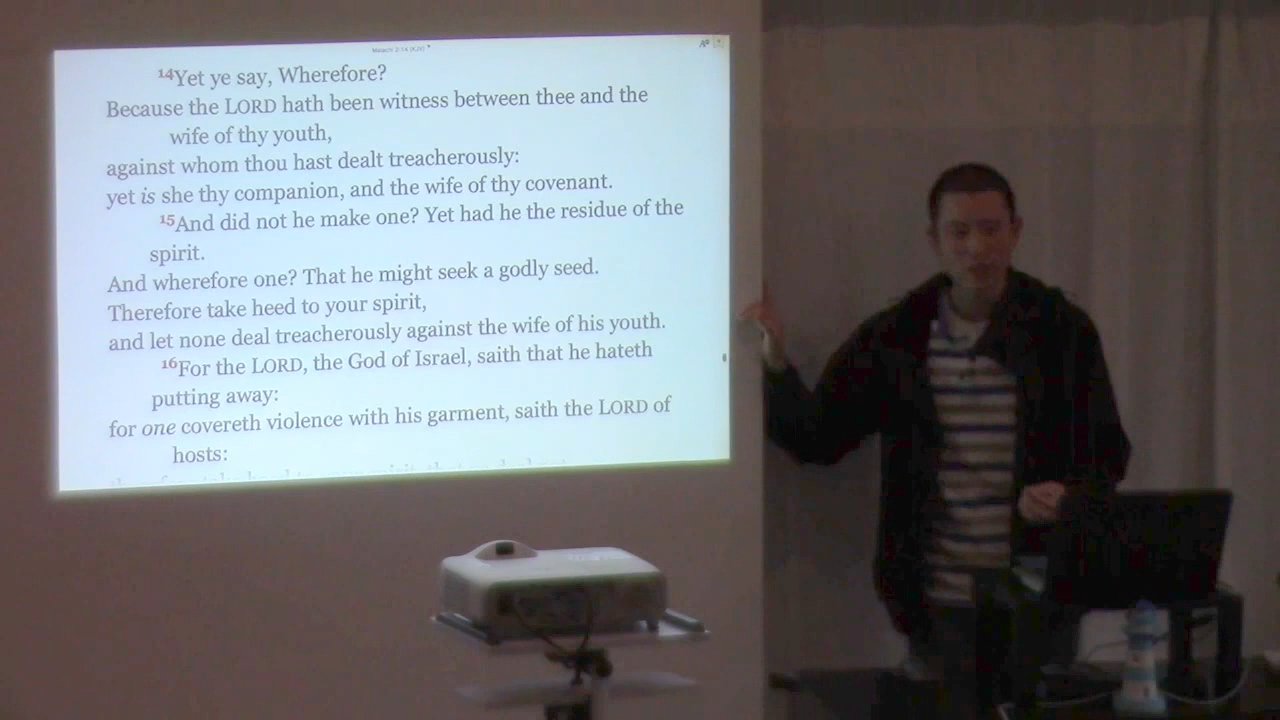 Malachi 2:14 (KJV)
14Yet ye say, Wherefore?
Because the LORD hath been witness between thee and the
wife of thy youth,
against whom thou hast dealt treacherously:
yet is she thy companion, and the wife of thy covenant.
15And did not he make one? Yet had he the residue of the
spirit.
And wherefore one? That he might seek a godly seed.
Therefore take heed to your spirit,
and let none deal treacherously against the wife of his youth.
16For the LORD, the God of Israel, saith that he hateth
putting away:
for one covereth violence with his garment, saith the LORD of
hosts: